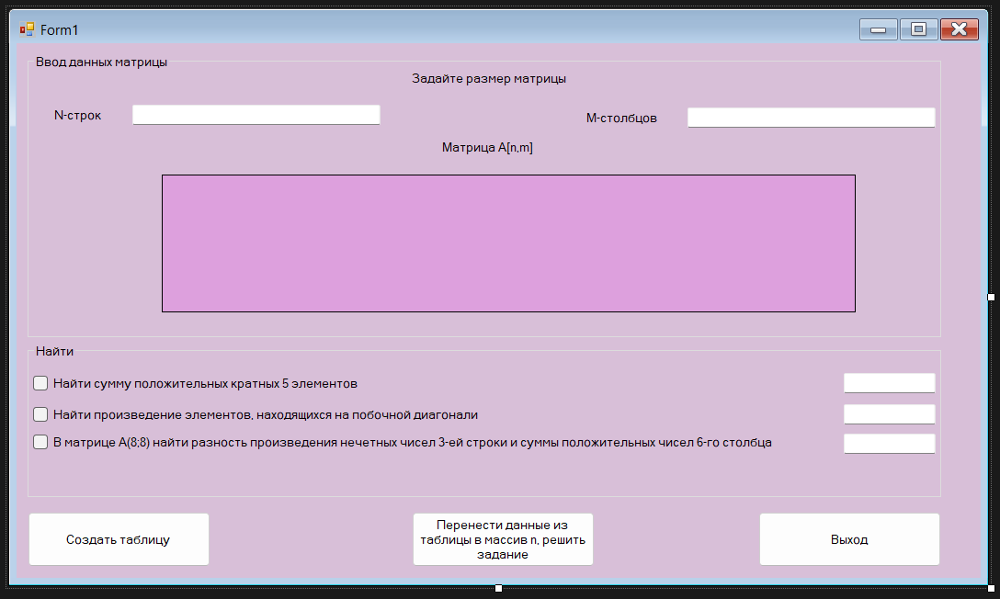 Form1
Ввод данных матрицы
Задайте размер матрицы
N-строк
M-столбцов
Матрица A[n,m]
Найти
Найти сумму положительных кратных 5 элементов
Найти произведение элементов, находящихся на побочной диагонали
В матрице А(8;8) найти разность произведения нечетных чисел 3-ей строки и суммы положительных чисел 6-го столбца
Создать таблицу
Перенести данные из
таблицы в массив n, решить
задание
Выход